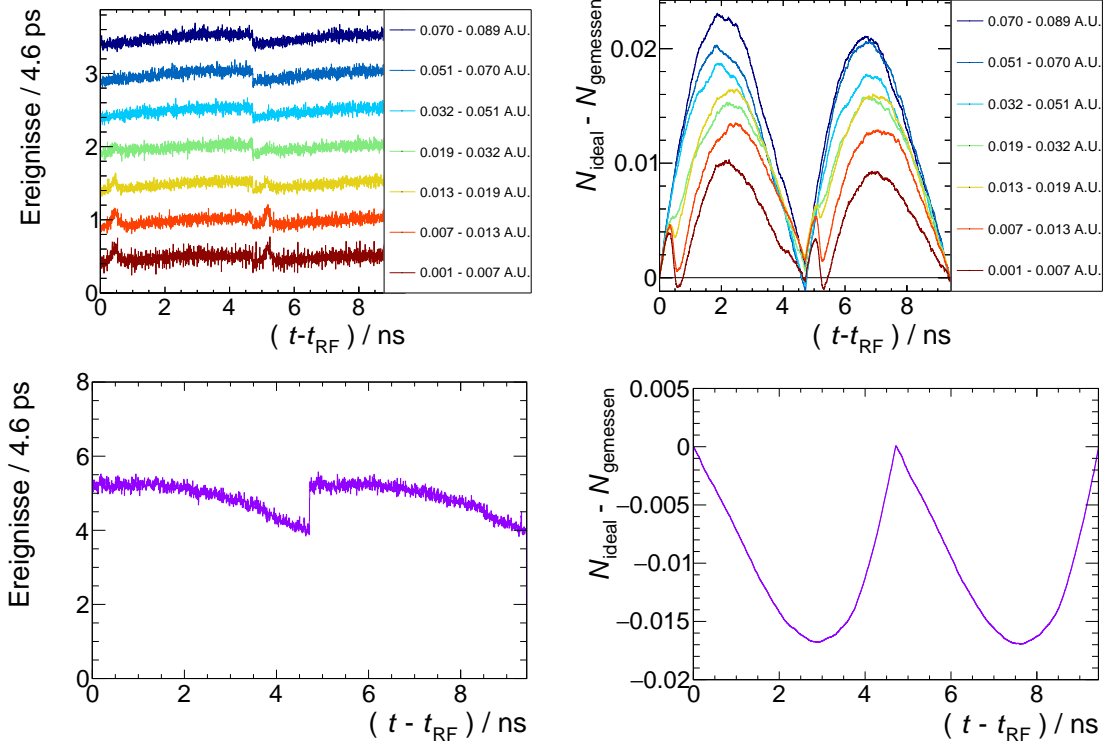 Ereignisse / 4.6 ps
3
2
1
0
0 2 4 6 8
( t-t_RF ) / ns
0.070 - 0.089 A.U.
0.051 - 0.070 A.U.
0.032 - 0.051 A.U.
0.019 - 0.032 A.U.
0.013 - 0.019 A.U.
0.007 - 0.013 A.U.
0.001 - 0.007 A.U.
N_ideal - N_gemessen
0.02
0.01
0
0 2 4 6 8
( t-t_RF ) / ns
0.070 - 0.089 A.U.
0.051 - 0.070 A.U.
0.032 - 0.051 A.U.
0.019 - 0.032 A.U.
0.013 - 0.019 A.U.
0.007 - 0.013 A.U.
0.001 - 0.007 A.U.
Ereignisse / 4.6 ps
8
6
4
2
0
0 2 4 6 8
( t - t_RF ) / ns
N_ideal - N_gemessen
0.005
0
−0.005
−0.01
−0.015
−0.02
0 2 4 6 8
( t - t_RF ) / ns